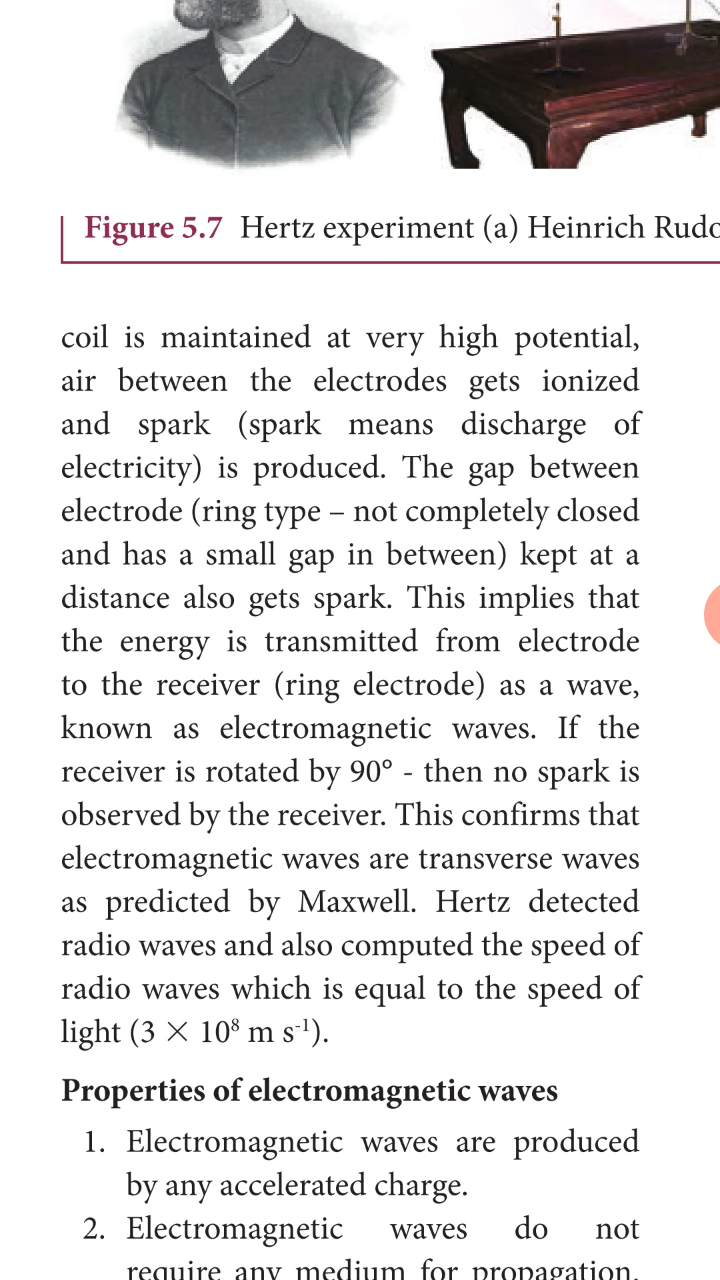 Figure 5.7 Hertz experiment (a) Heinrich Rudo
coil is maintained at very high potential,
air between the electrodes gets ionized
and spark (spark means discharge of
electricity) is produced. The gap between
electrode (ring type – not completely closed
and has a small gap in between) kept at a
distance also gets spark. This implies that
the energy is transmitted from electrode
to the receiver (ring electrode) as a wave,
known as electromagnetic waves. If the
receiver is rotated by 90° - then no spark is
observed by the receiver. This confirms that
electromagnetic waves are transverse waves
as predicted by Maxwell. Hertz detected
radio waves and also computed the speed of
radio waves which is equal to the speed of
light (3 × 10⁸ m s⁻¹).
Properties of electromagnetic waves
1. Electromagnetic waves are produced
by any accelerated charge.
2. Electromagnetic waves do not
require any medium for propagation.